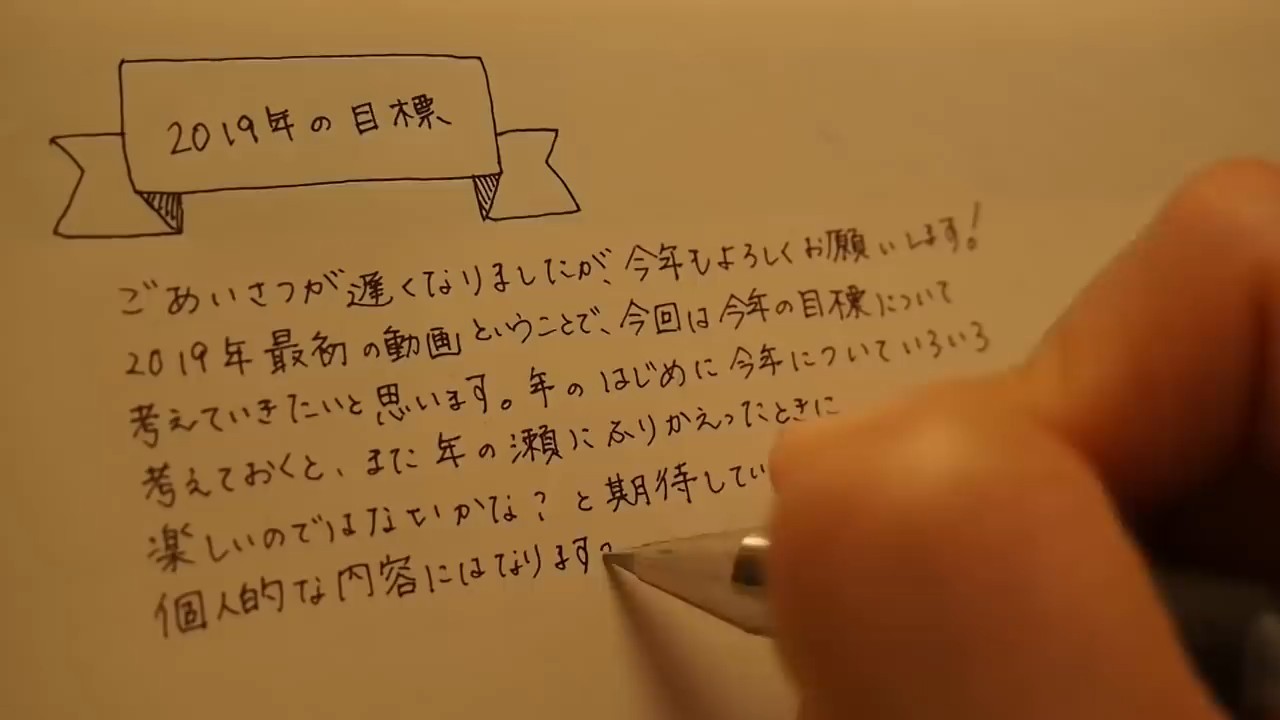 2019年の目標
ごあいさつが遅くなりましたが、今年もよろしくお願いします!
2019年最初の動画ということで、今回は今年の目標について
考えていきたいと思います。年のはじめに今年についていろいろ
考えておくと、また年の瀬にふりかえったときに
楽しいのではないかな?と期待してい
個人的な内容にはなりますが